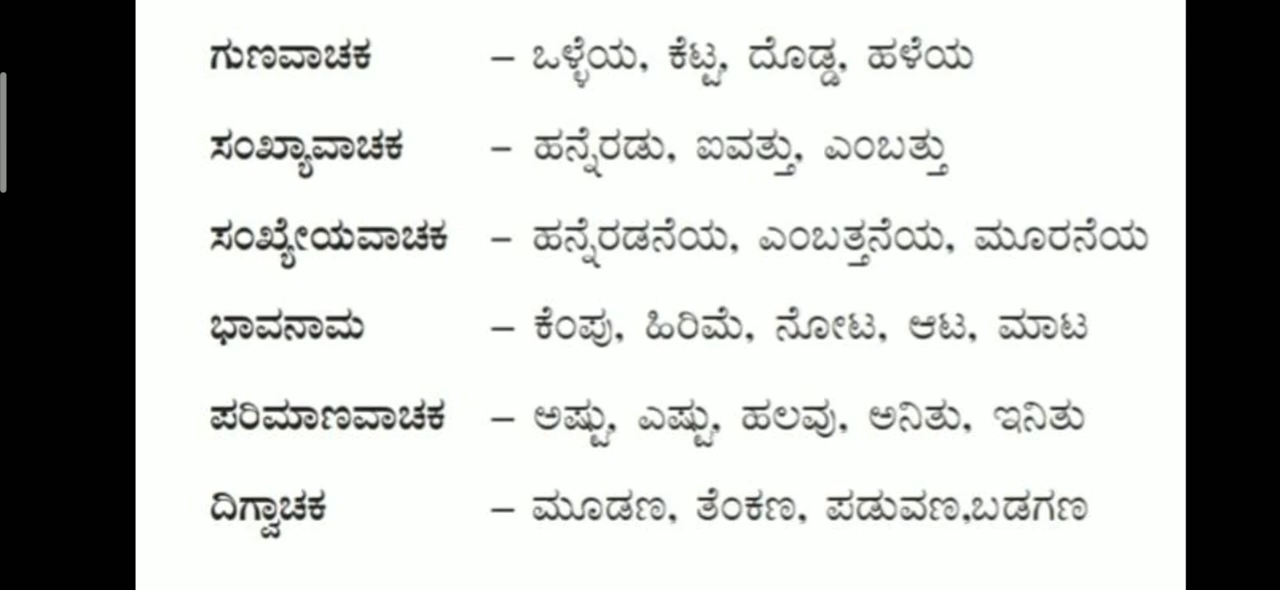 ಗುಣವಾಚಕ – ಒಳ್ಳೆಯ, ಕೆಟ್ಟ, ದೊಡ್ಡ, ಹಳೆಯ
ಸಂಖ್ಯಾವಾಚಕ – ಹನ್ನೆರಡು, ಐವತ್ತು, ಎಂಬತ್ತು
ಸಂಖ್ಯೇಯವಾಚಕ – ಹನ್ನೆರಡನೆಯ, ಎಂಬತ್ತನೆಯ, ಮೂರನೆಯ
ಭಾವನಾಮ – ಕೆಂಪು, ಹಿರಿಮೆ, ನೋಟ, ಆಟ, ಮಾಟ
ಪರಿಮಾಣವಾಚಕ – ಅಷ್ಟು, ಎಷ್ಟು, ಹಲವು, ಅನಿತು, ಇನಿತು
ದಿಗ್ವಾಚಕ – ಮೂಡಣ, ತೆಂಕಣ, ಪಡುವಣ,ಬಡಗಣ